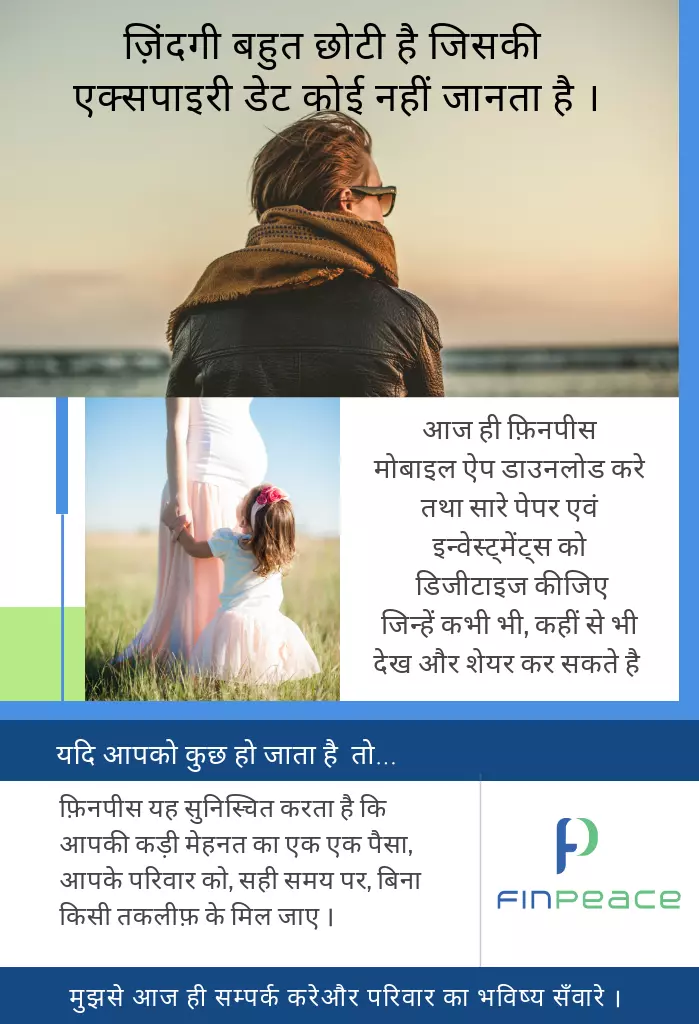 ज़िंदगी बहुत छोटी है जिसकी
एक्सपाइरी डेट कोई नहीं जानता है ।
आज ही फ़िनपीस
मोबाइल ऐप डाउनलोड करे
तथा सारे पेपर एवं
इन्वेस्ट्मेंट्स को
डिजीटाइज कीजिए
जिन्हें कभी भी, कहीं से भी
देख और शेयर कर सकते है
यदि आपको कुछ हो जाता है तो...
फ़िनपीस यह सुनिस्चित करता है कि
आपकी कड़ी मेहनत का एक एक पैसा,
आपके परिवार को, सही समय पर, बिना
किसी तकलीफ़ के मिल जाए ।
FINPEACE
मुझसे आज ही सम्पर्क करेऔर परिवार का भविष्य सँवारे ।